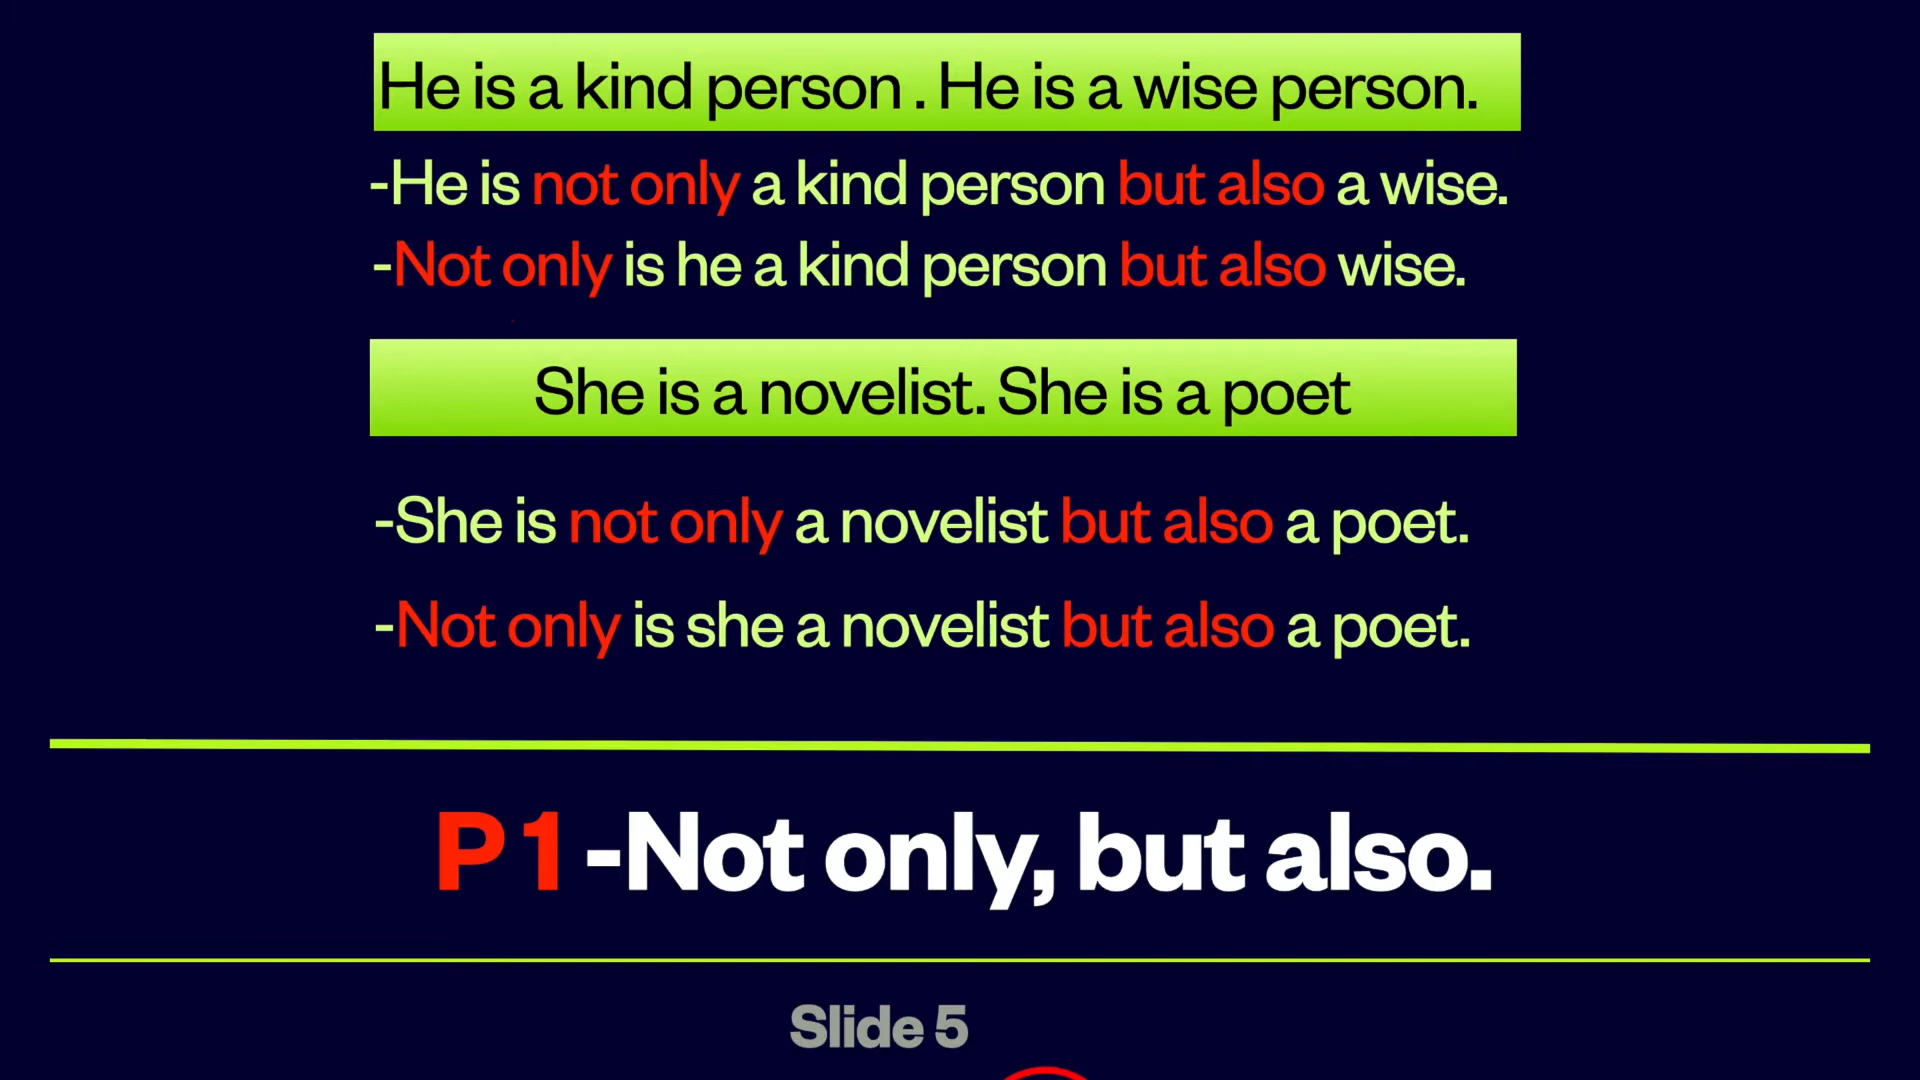 He is a kind person . He is a wise person.
-He is not only a kind person but also a wise.
-Not only is he a kind person but also wise.
She is a novelist. She is a poet
-She is not only a novelist but also a poet.
-Not only is she a novelist but also a poet.
P 1 -Not only, but also.
Slide 5